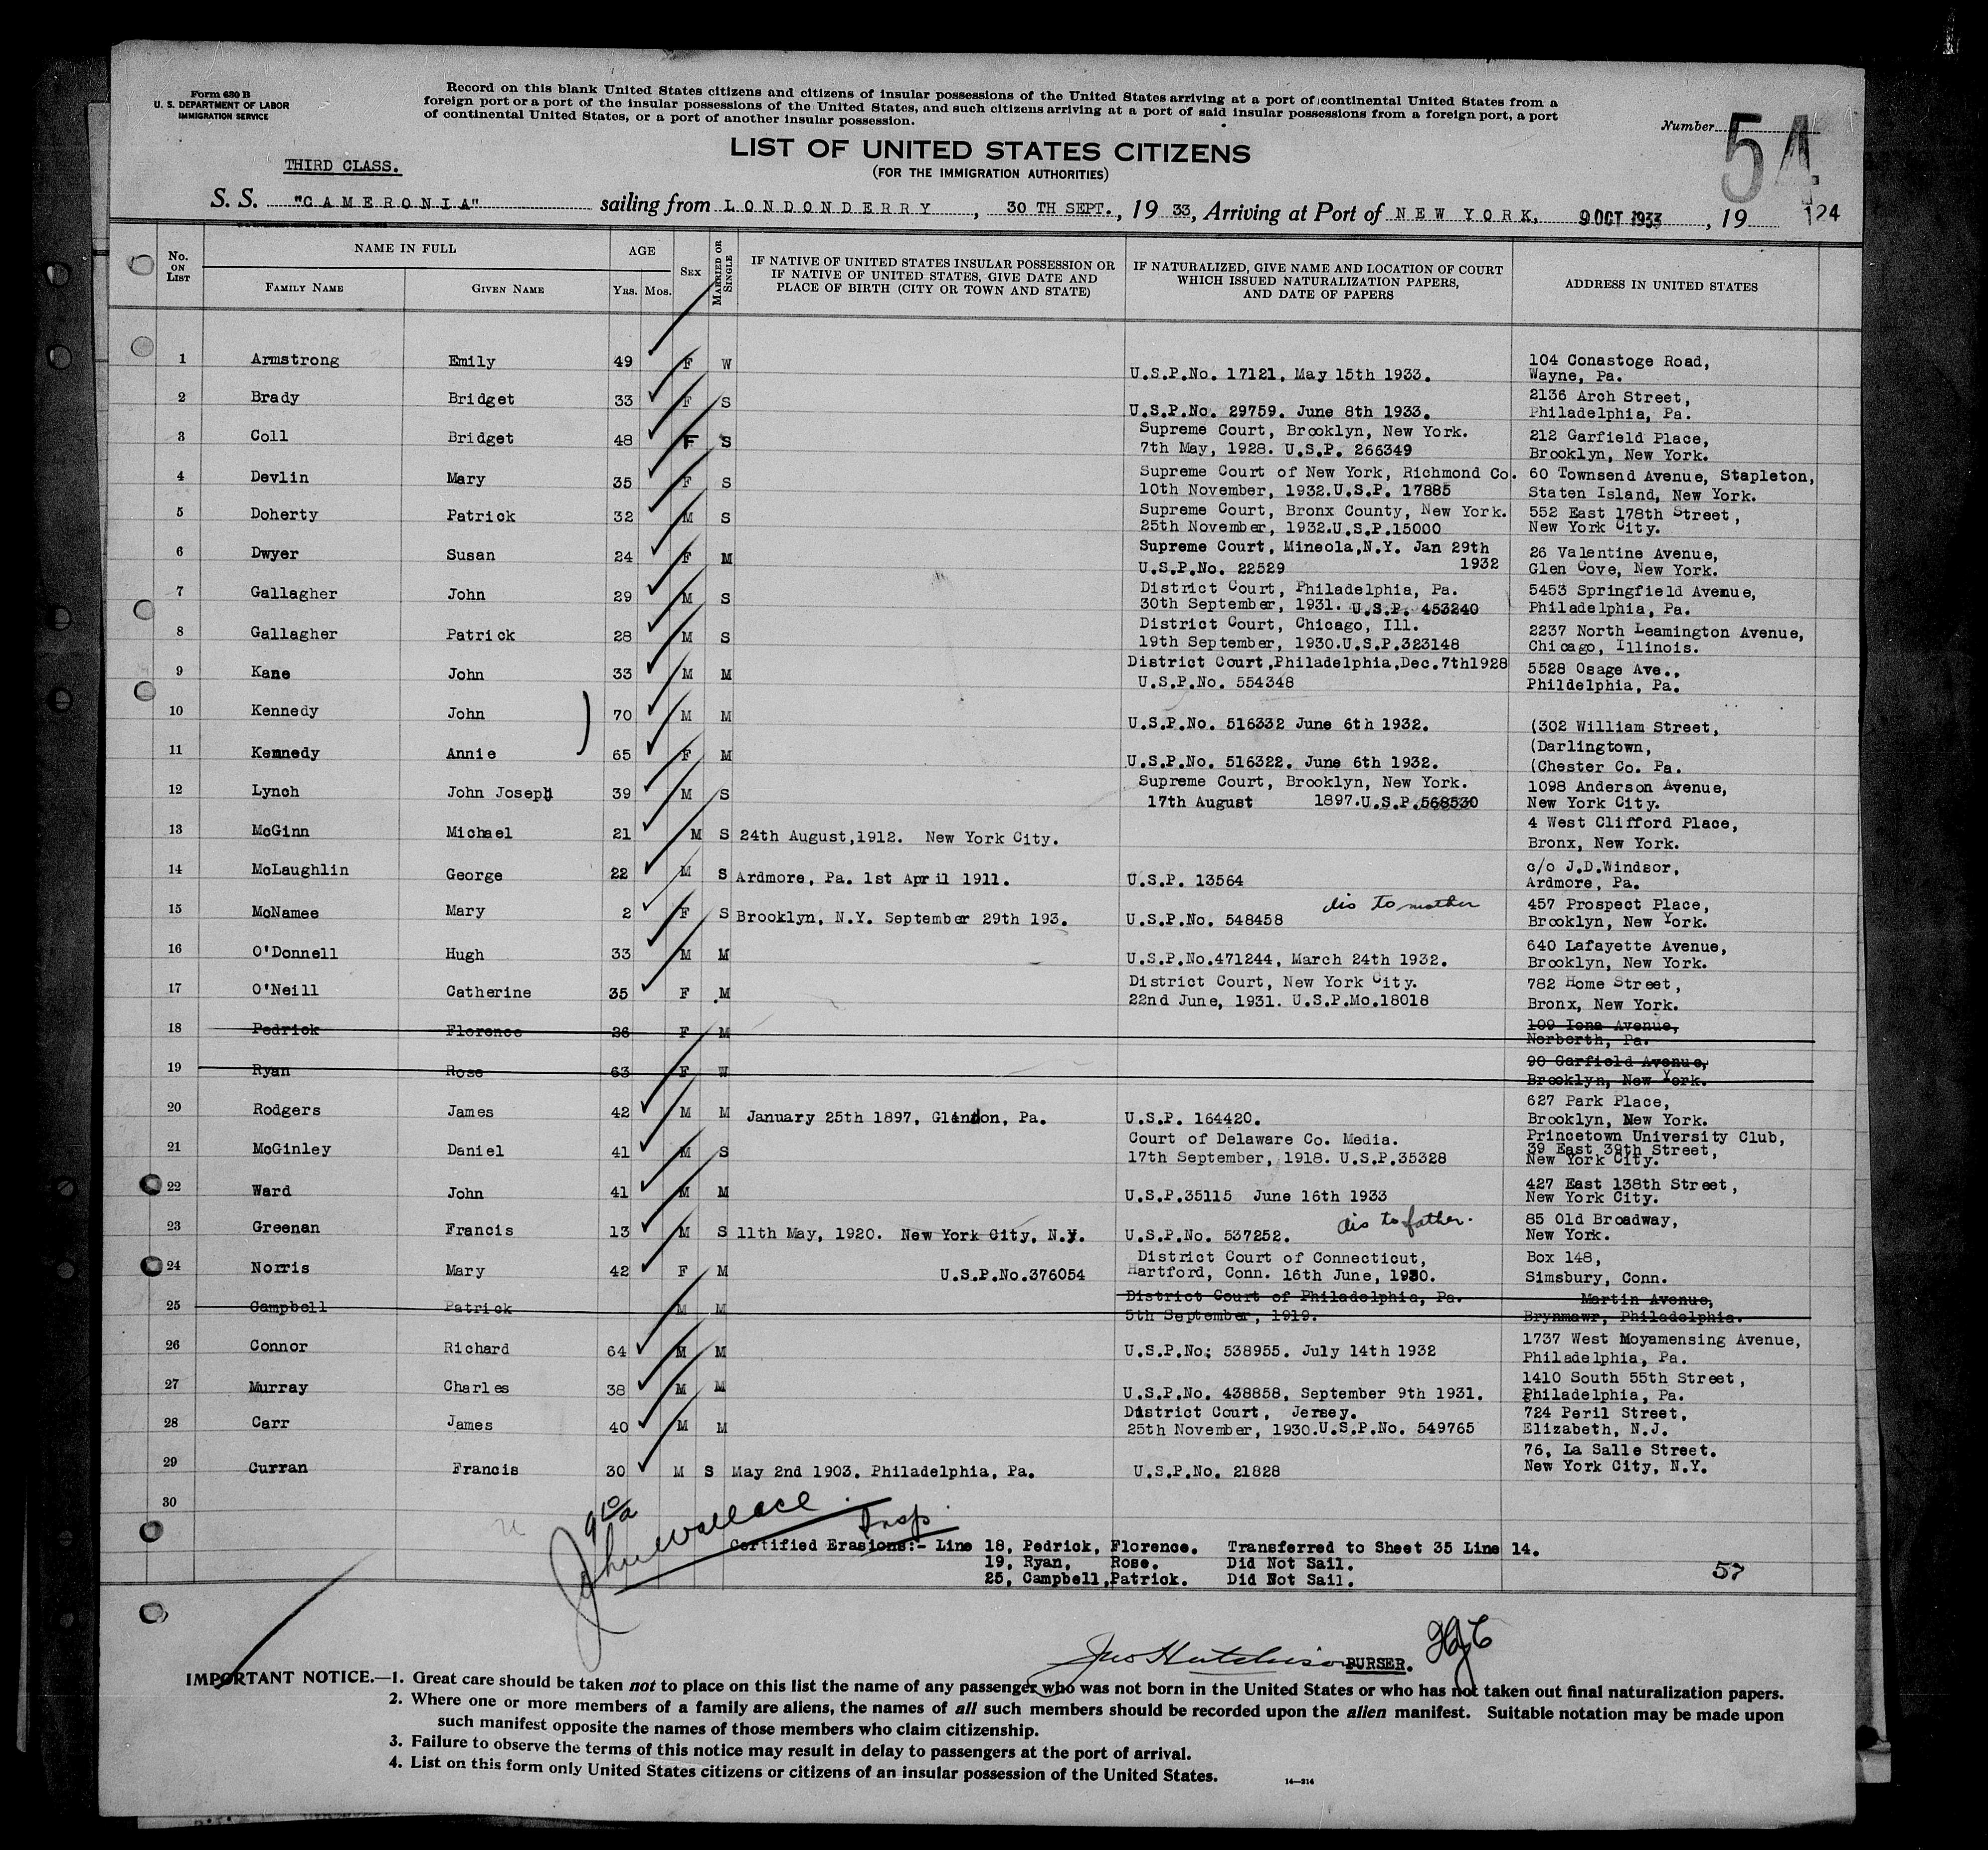 Form 630 B
U. S. DEPARTMENT OF LABOR
IMMIGRATION SERVICE
Record on this blank United States citizens and citizens of insular possessions of the United States arriving at a port of continental United States from a
foreign port or a port of the insular possessions of the United States, and such citizens arriving at a port of said insular possessions from a foreign port, a port
of continental United States, or a port of another insular possession.
Number 54
LIST OF UNITED STATES CITIZENS
(FOR THE IMMIGRATION AUTHORITIES)
THIRD CLASS.
S. S. "CAMERONIA" sailing from LONDONDERRY, 30 TH SEPT., 19 33, Arriving at Port of NEW YORK, 9 OCT 1933, 19 124
No. ON LIST NAME IN FULL FAMILY NAME GIVEN NAME AGE YRS. MOS. SEX MARRIED OR SINGLE
IF NATIVE OF UNITED STATES INSULAR POSSESSION OR
IF NATIVE OF UNITED STATES, GIVE DATE AND
PLACE OF BIRTH (CITY OR TOWN AND STATE)
IF NATURALIZED, GIVE NAME AND LOCATION OF COURT
WHICH ISSUED NATURALIZATION PAPERS,
AND DATE OF PAPERS
ADDRESS IN UNITED STATES
1 Armstrong Emily 49 F W U.S.P.No. 17121, May 15th 1933. 104 Conastoge Road,
Wayne, Pa.
2 Brady Bridget 33 F S U.S.P.No. 29759. June 8th 1933. 2136 Arch Street,
Philadelphia, Pa.
3 Coll Bridget 48 F S Supreme Court, Brooklyn, New York. 212 Garfield Place,
7th May, 1928. U.S.P. 266349 Brooklyn, New York.
4 Devlin Mary 35 F S Supreme Court of New York, Richmond Co. 60 Townsend Avenue, Stapleton,
10th November, 1932.U.S.P. 17885 Staten Island, New York.
5 Doherty Patrick 32 M S Supreme Court, Bronx County, New York. 552 East 178th Street,
25th November, 1932.U.S.P.15000 New York City.
6 Dwyer Susan 24 F M Supreme Court, Mineola,N.Y. Jan 29th 26 Valentine Avenue,
U.S.P.No. 22529 1932 Glen Cove, New York.
7 Gallagher John 29 M S District Court, Philadelphia, Pa. 5453 Springfield Avenue,
30th September, 1931. U.S.P. 453240 Philadelphia, Pa.
8 Gallagher Patrick 28 M S District Court, Chicago, Ill. 2237 North Leamington Avenue,
19th September, 1930.U.S.P.323148 Chicago, Illinois.
9 Kane John 33 M M District Court,Philadelphia,Dec.7th1928 5528 Osage Ave.,
U.S.P.No. 554348 Phildelphia, Pa.
10 Kennedy John ) 70 M M U.S.P.No. 516332 June 6th 1932. (302 William Street,
11 Kennedy Annie 65 F M U.S.P.No. 516322. June 6th 1932. (Darlingtown,
(Chester Co. Pa.
12 Lynch John Joseph 39 M S Supreme Court, Brooklyn, New York. 1098 Anderson Avenue,
17th August 1897.U.S.P.568530 New York City.
13 McGinn Michael 21 M S 24th August,1912. New York City. 4 West Clifford Place,
Bronx, New York.
14 McLaughlin George 22 M S Ardmore, Pa. 1st April 1911. U.S.P. 13564 c/o J.D.Windsor,
Ardmore, Pa.
15 McNamee Mary 2 F S Brooklyn, N.Y. September 29th 193. U.S.P.No. 548458 dis to mother 457 Prospect Place,
Brooklyn, New York.
16 O'Donnell Hugh 33 M M U.S.P.No.471244, March 24th 1932. 640 Lafayette Avenue,
Brooklyn, New York.
17 O'Neill Catherine 35 F M District Court, New York City. 782 Home Street,
22nd June, 1931. U.S.P.Mo.18018 Bronx, New York.
18 Pedrick Florence 26 F M 109 Iona Avenue,
Norberth, Pa.
19 Ryan Rose 63 F W 90 Garfield Avenue,
Brooklyn, New York.
20 Rodgers James 42 M M January 25th 1897, Glendon, Pa. U.S.P. 164420. 627 Park Place,
Brooklyn, New York.
21 McGinley Daniel 41 M S Court of Delaware Co. Media. Princetown University Club,
17th September, 1918. U.S.P.35328 39 East 39th Street,
New York City.
22 Ward John 41 M M U.S.P.35115 June 16th 1933 427 East 138th Street,
New York City.
23 Greenan Francis 13 M S 11th May, 1920. New York City, N.Y. U.S.P.No. 537252. dis to father. 85 Old Broadway,
New York.
24 Norris Mary 42 F M U.S.P.No.376054 District Court of Connecticut, Box 148,
Hartford, Conn. 16th June, 1930. Simsbury, Conn.
25 Campbell Patrick M M District Court of Philadelphia, Pa. Martin Avenue,
5th September, 1919. Brynmawr, Philadelphia.
26 Connor Richard 64 M M U.S.P.No: 538955. July 14th 1932 1737 West Moyamensing Avenue,
Philadelphia, Pa.
27 Murray Charles 38 M M U.S.P.No. 438858, September 9th 1931. 1410 South 55th Street,
Philadelphia, Pa.
28 Carr James 40 M M District Court, Jersey. 724 Peril Street,
25th November, 1930.U.S.P.No. 549765 Elizabeth, N.J.
29 Curran Francis 30 M S May 2nd 1903. Philadelphia, Pa. U.S.P.No. 21828 76, La Salle Street.
New York City, N.Y.
30
John Wallace Insp.
Certified Erasions:- Line 18, Pedrick, Florence. Transferred to Sheet 35 Line 14.
19, Ryan, Rose. Did Not Sail.
25, Campbell,Patrick. Did Not Sail.
57
Jno Hutchison PURSER.
IMPORTANT NOTICE.—1. Great care should be taken not to place on this list the name of any passenger who was not born in the United States or who has not taken out final naturalization papers.
2. Where one or more members of a family are aliens, the names of all such members should be recorded upon the alien manifest. Suitable notation may be made upon
such manifest opposite the names of those members who claim citizenship.
3. Failure to observe the terms of this notice may result in delay to passengers at the port of arrival.
4. List on this form only United States citizens or citizens of an insular possession of the United States.
14—314